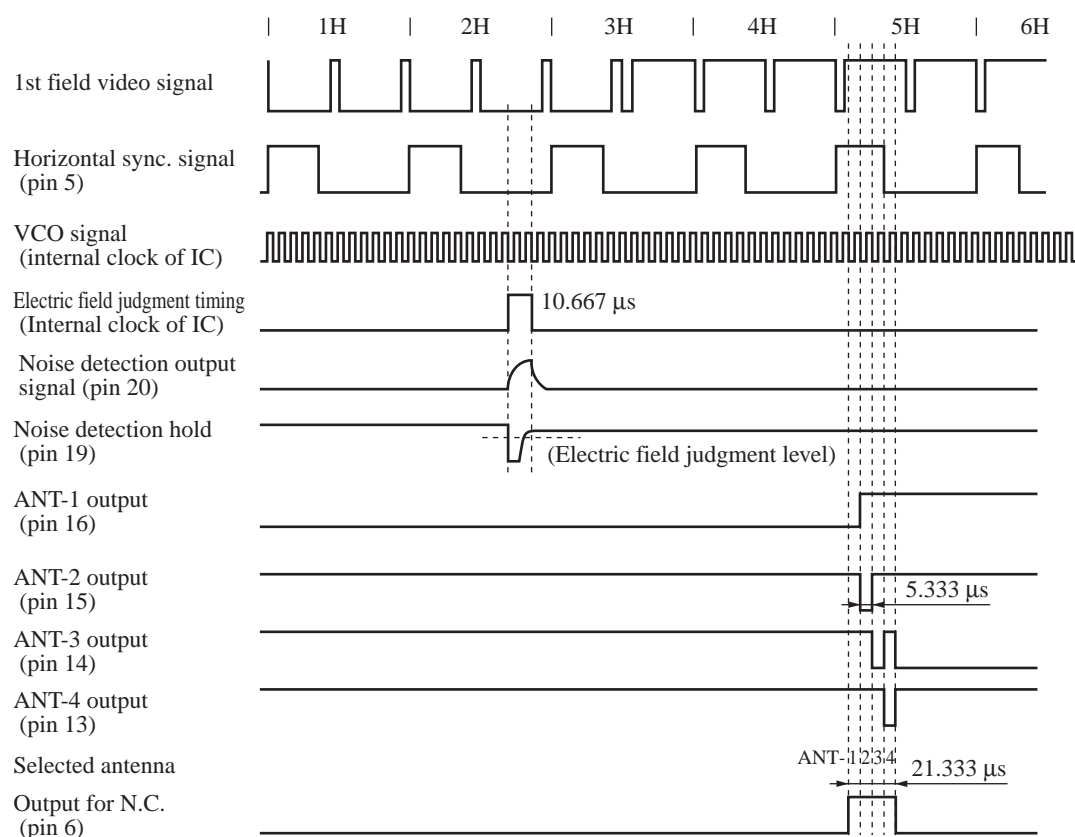 | 1H | 2H | 3H | 4H | 5H | 6H
1st field video signal
Horizontal sync. signal
(pin 5)
VCO signal
(internal clock of IC)
Electric field judgment timing
(Internal clock of IC)
10.667 μs
Noise detection output
signal (pin 20)
Noise detection hold
(pin 19)
(Electric field judgment level)
ANT-1 output
(pin 16)
ANT-2 output
(pin 15)
5.333 μs
ANT-3 output
(pin 14)
ANT-4 output
(pin 13)
Selected antenna
ANT-1234
21.333 μs
Output for N.C.
(pin 6)